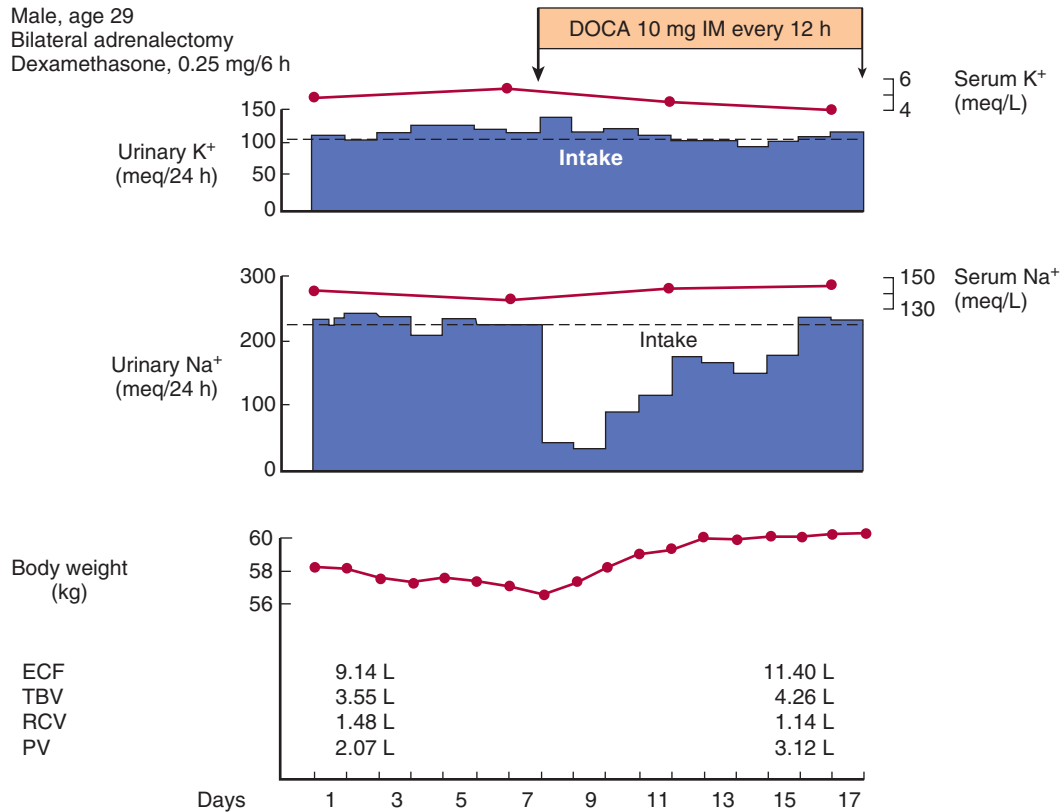 Male, age 29
Bilateral adrenalectomy
Dexamethasone, 0.25 mg/6 h
DOCA 10 mg IM every 12 h
6
4
Serum K+
(meq/L)
150
100
50
0
Urinary K+
(meq/24 h)
Intake
300
200
100
0
Urinary Na+
(meq/24 h)
150
130
Serum Na+
(meq/L)
Intake
60
58
56
Body weight
(kg)
ECF 9.14 L 11.40 L
TBV 3.55 L 4.26 L
RCV 1.48 L 1.14 L
PV 2.07 L 3.12 L
Days 1 3 5 7 9 11 13 15 17